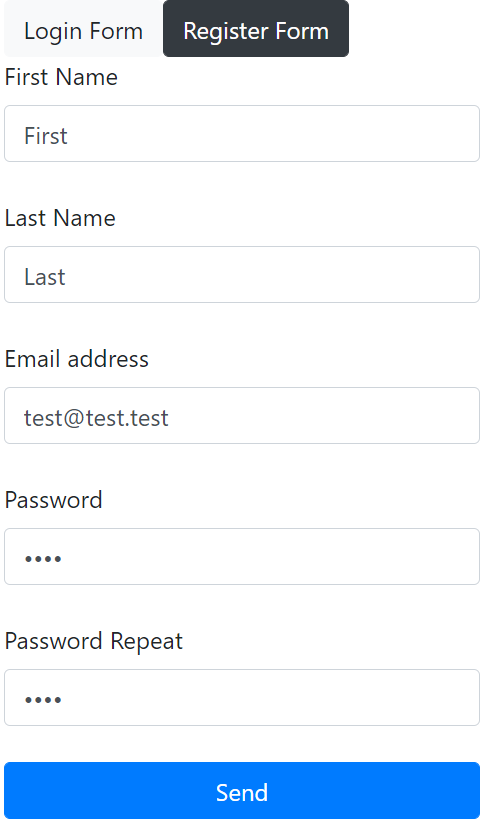 Login Form Register Form
First Name
First
Last Name
Last
Email address
test@test.test
Password
••••
Password Repeat
••••
Send